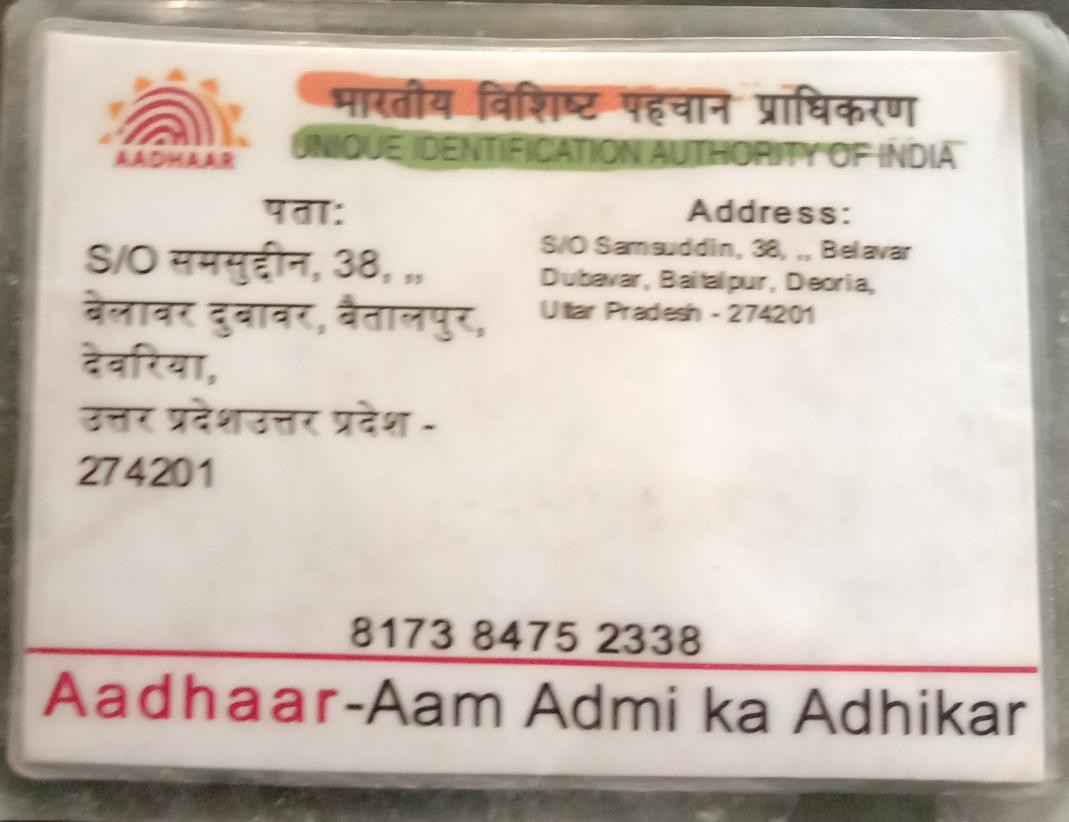 भारतीय विशिष्ट पहचान प्राधिकरण
UNIQUE IDENTIFICATION AUTHORITY OF INDIA
AADHAAR
पता:
S/O समसुद्दीन, 38, ,,
बेलावर दुबावर, बैतालपुर,
देवरिया,
उत्तर प्रदेशउत्तर प्रदेश -
274201
Address:
S/O Samsuddin, 38, ,, Belavar
Dubavar, Baitalpur, Deoria,
Uttar Pradesh - 274201
8173 8475 2338
Aadhaar-Aam Admi ka Adhikar